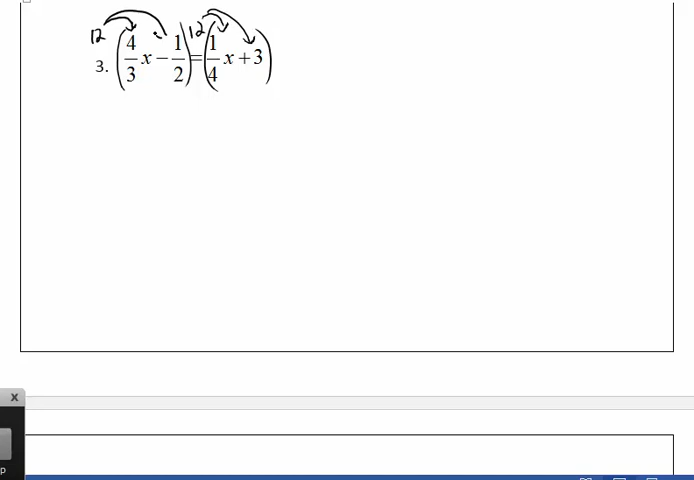 3. 12(4/3 x − 1/2) = 12(1/4 x + 3)
x
p